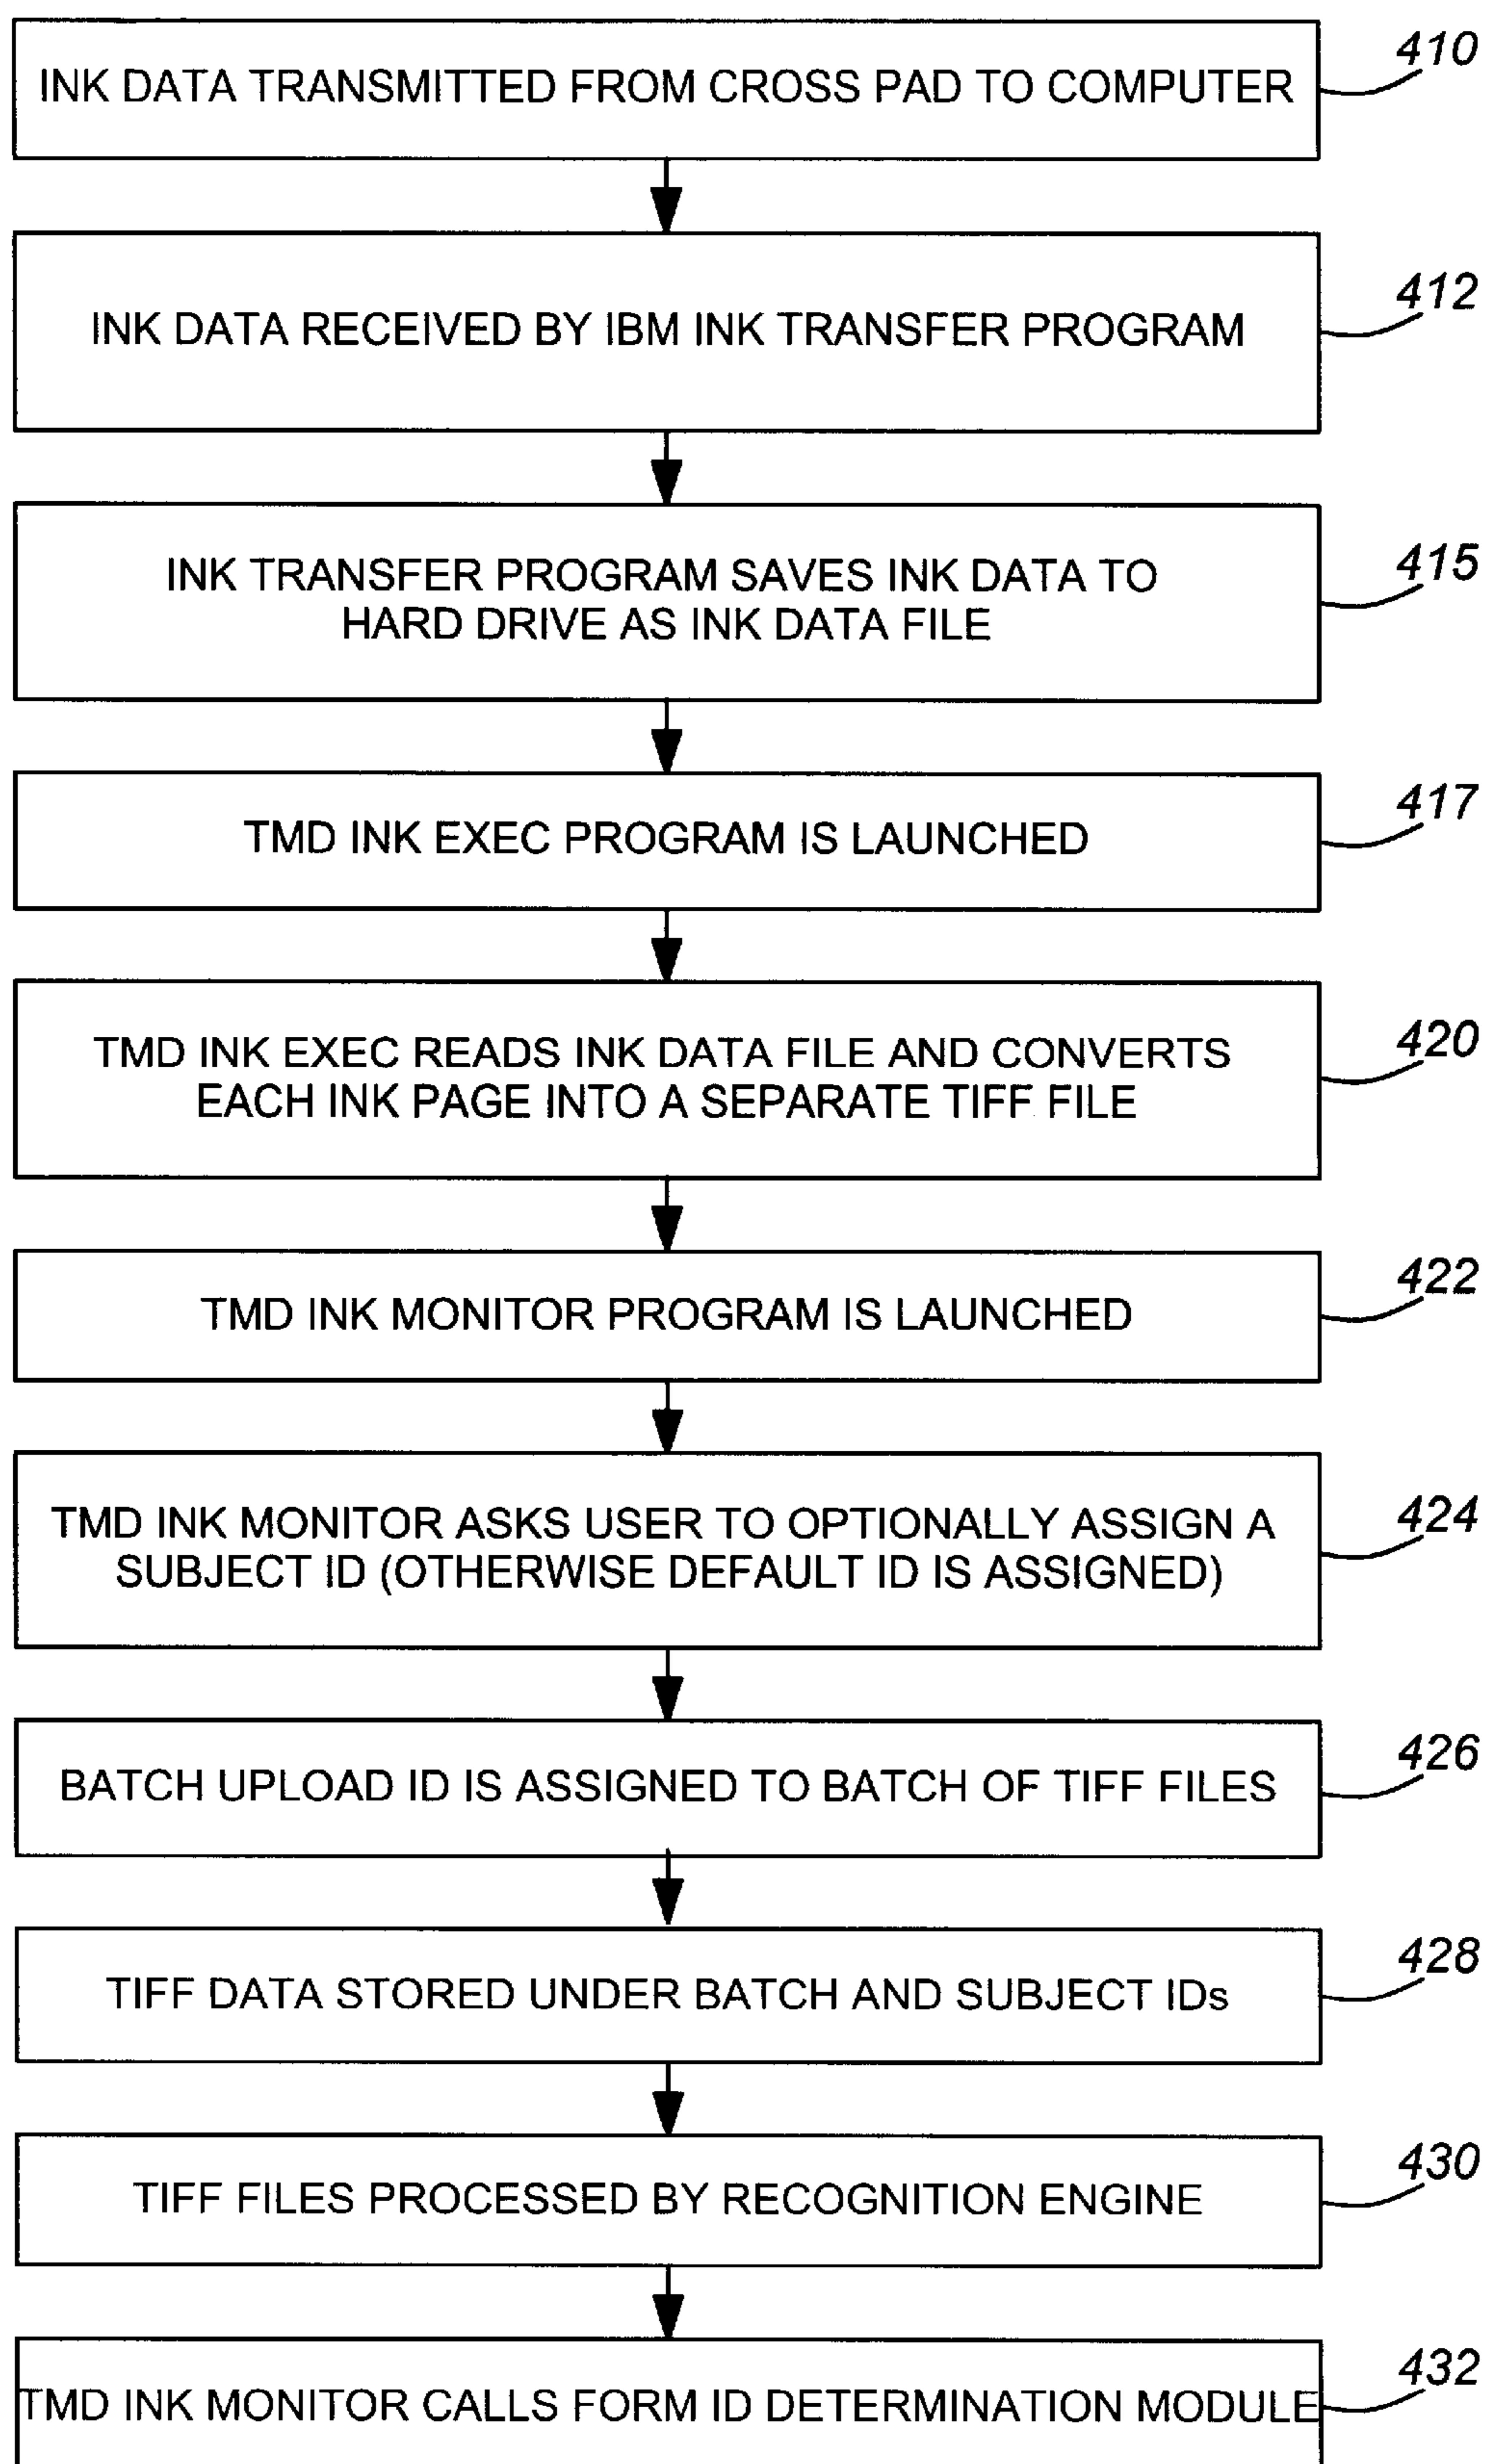 410
INK DATA TRANSMITTED FROM CROSS PAD TO COMPUTER
412
INK DATA RECEIVED BY IBM INK TRANSFER PROGRAM
415
INK TRANSFER PROGRAM SAVES INK DATA TO
HARD DRIVE AS INK DATA FILE
417
TMD INK EXEC PROGRAM IS LAUNCHED
420
TMD INK EXEC READS INK DATA FILE AND CONVERTS
EACH INK PAGE INTO A SEPARATE TIFF FILE
422
TMD INK MONITOR PROGRAM IS LAUNCHED
424
TMD INK MONITOR ASKS USER TO OPTIONALLY ASSIGN A
SUBJECT ID (OTHERWISE DEFAULT ID IS ASSIGNED)
426
BATCH UPLOAD ID IS ASSIGNED TO BATCH OF TIFF FILES
428
TIFF DATA STORED UNDER BATCH AND SUBJECT IDs
430
TIFF FILES PROCESSED BY RECOGNITION ENGINE
432
TMD INK MONITOR CALLS FORM ID DETERMINATION MODULE